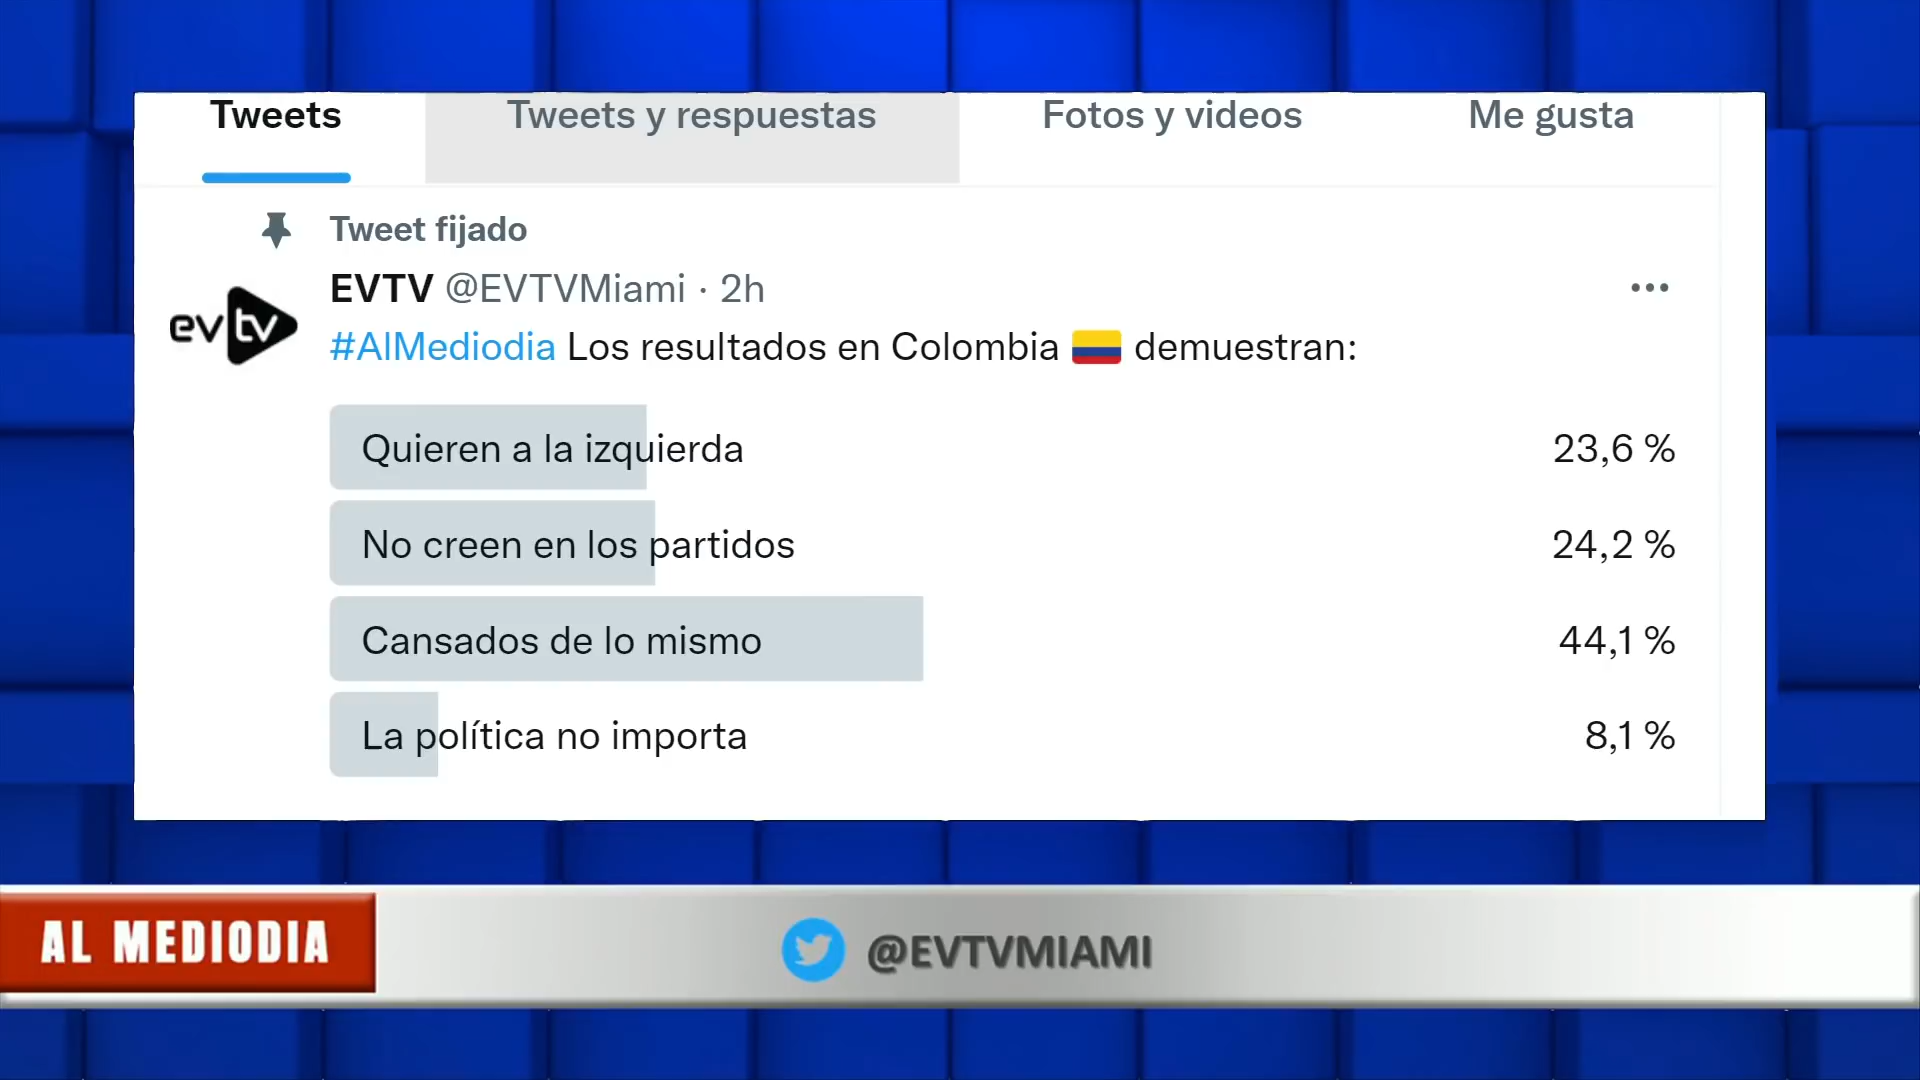 Tweets Tweets y respuestas Fotos y videos Me gusta
Tweet fijado
evtv
EVTV @EVTVMiami · 2h
#AlMediodia Los resultados en Colombia 🇨🇴 demuestran:
Quieren a la izquierda 23,6 %
No creen en los partidos 24,2 %
Cansados de lo mismo 44,1 %
La política no importa 8,1 %
AL MEDIODIA @EVTVMIAMI